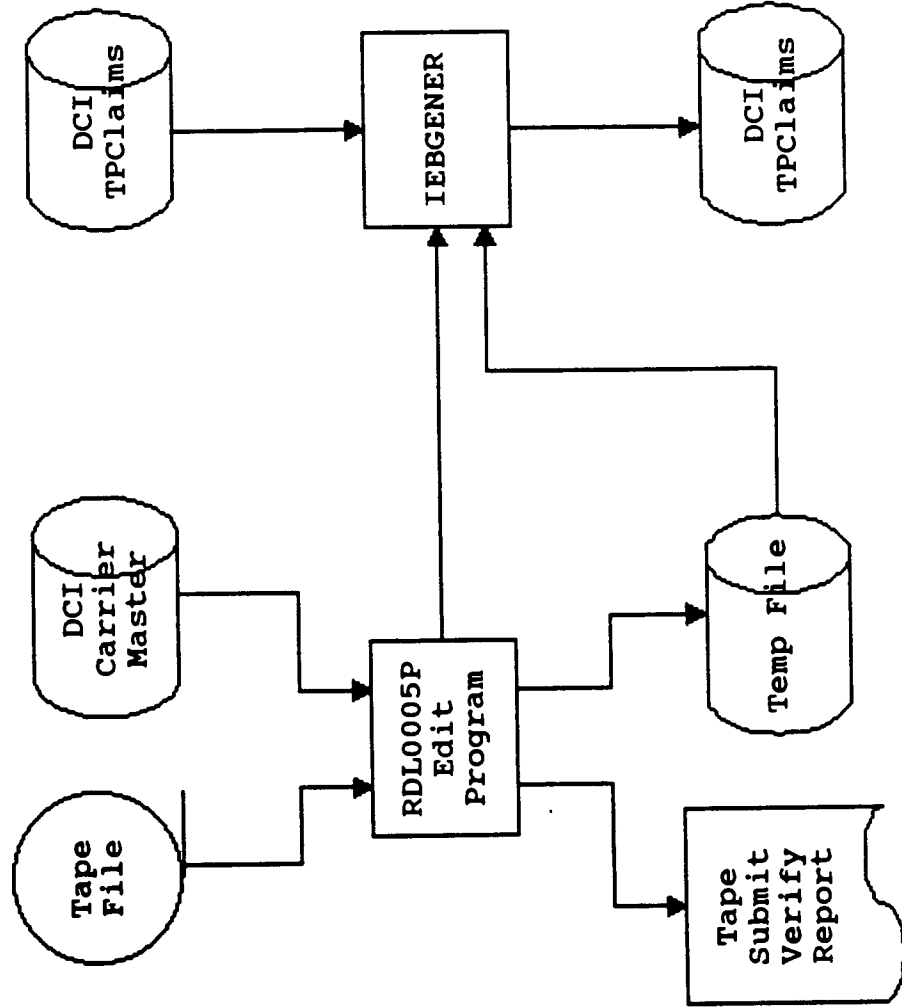 Tape
File
DCI
Carrier
Master
DCI
TPClaims
RDL0005P
Edit
Program
IEBGENER
Tape
Submit
Verify
Report
Temp File
DCI
TPClaims